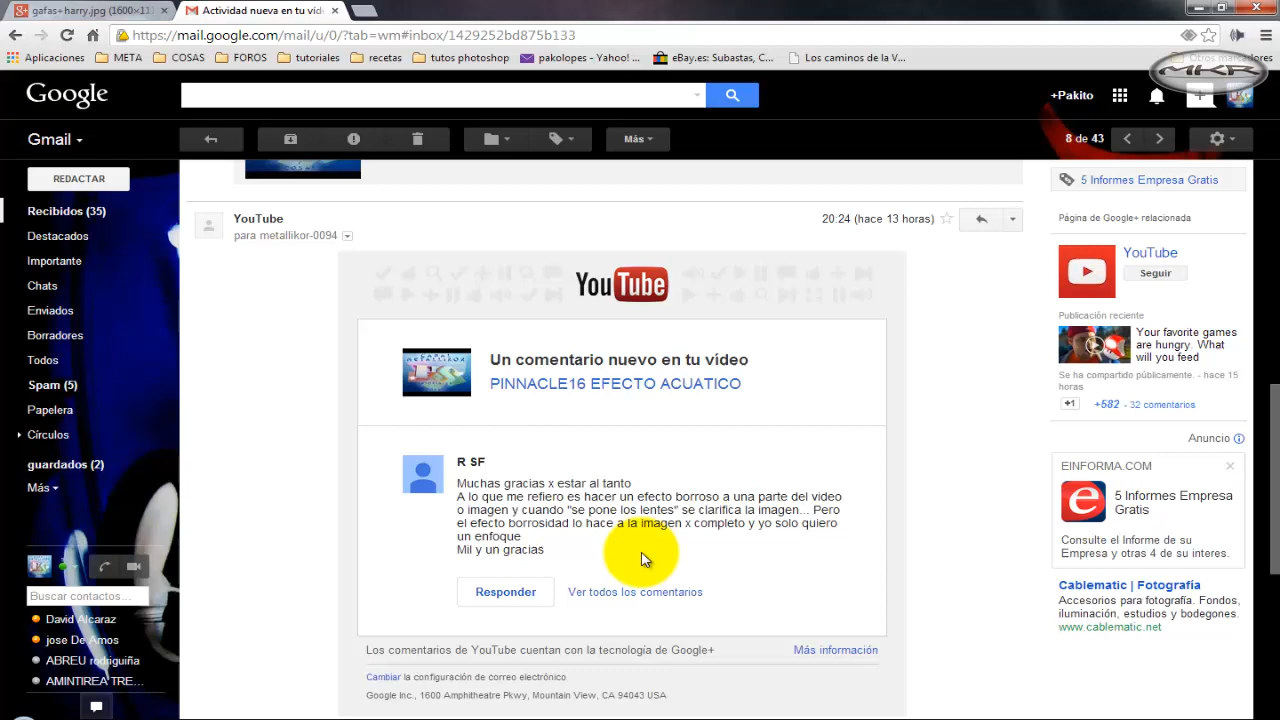 gafas+harry.jpg (1600×11
Actividad nueva en tu víde
https://mail.google.com/mail/u/0/?tab=wm#inbox/1429252bd875b133
Aplicaciones
META
COSAS
FOROS
tutoriales
recetas
tutos photoshop
pakolopes - Yahoo! ...
eBay.es: Subastas, C...
Los caminos de la V...
Otros marcadores
MKR
Google
+Pakito
Gmail
Más
8 de 43
REDACTAR
Recibidos (35)
Destacados
Importante
Chats
Enviados
Borradores
Todos
Spam (5)
Papelera
Círculos
guardados (2)
Más
Buscar contactos...
David Alcaraz
jose De Amos
ABREU rodriguiña
AMINTIREA TRE...
YouTube
para metallikor-0094
20:24 (hace 13 horas)
YouTube
Un comentario nuevo en tu vídeo
PINNACLE16 EFECTO ACUATICO
R SF
Muchas gracias x estar al tanto
A lo que me refiero es hacer un efecto borroso a una parte del video
o imagen y cuando "se pone los lentes" se clarifica la imagen... Pero
el efecto borrosidad lo hace a la imagen x completo y yo solo quiero
un enfoque
Mil y un gracias
Responder
Ver todos los comentarios
Los comentarios de YouTube cuentan con la tecnología de Google+
Más información
Cambiar la configuración de correo electrónico.
Google Inc., 1600 Amphitheatre Pkwy, Mountain View, CA 94043 USA
5 Informes Empresa Gratis
Página de Google+ relacionada
YouTube
Seguir
Publicación reciente
Your favorite games
are hungry. What
will you feed
Se ha compartido públicamente. - hace 15
horas
+1
+582 - 32 comentarios
Anuncio
EINFORMA.COM
5 Informes Empresa
Gratis
Consulte el Informe de su
Empresa y otras 4 de su interes.
Cablematic | Fotografía
Accesorios para fotografía. Fondos,
iluminación, estudios y bodegones.
www.cablematic.net